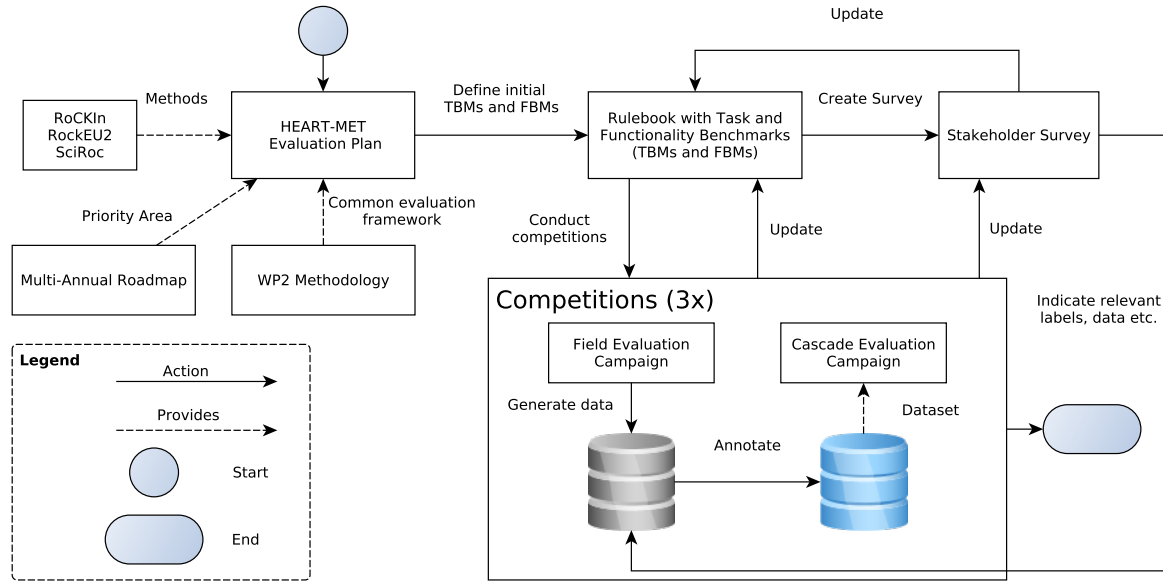 Update
RoCKIn
RockEU2
SciRoc
Methods
HEART-MET
Evaluation Plan
Define initial
TBMs and FBMs
Rulebook with Task and
Functionality Benchmarks
(TBMs and FBMs)
Create Survey
Stakeholder Survey
Priority Area
Common evaluation
framework
Conduct
competitions
Update
Update
Multi-Annual Roadmap
WP2 Methodology
Competitions (3x)
Indicate relevant
labels, data etc.
Field Evaluation
Campaign
Cascade Evaluation
Campaign
Generate data
Dataset
Annotate
Legend
Action
Provides
Start
End